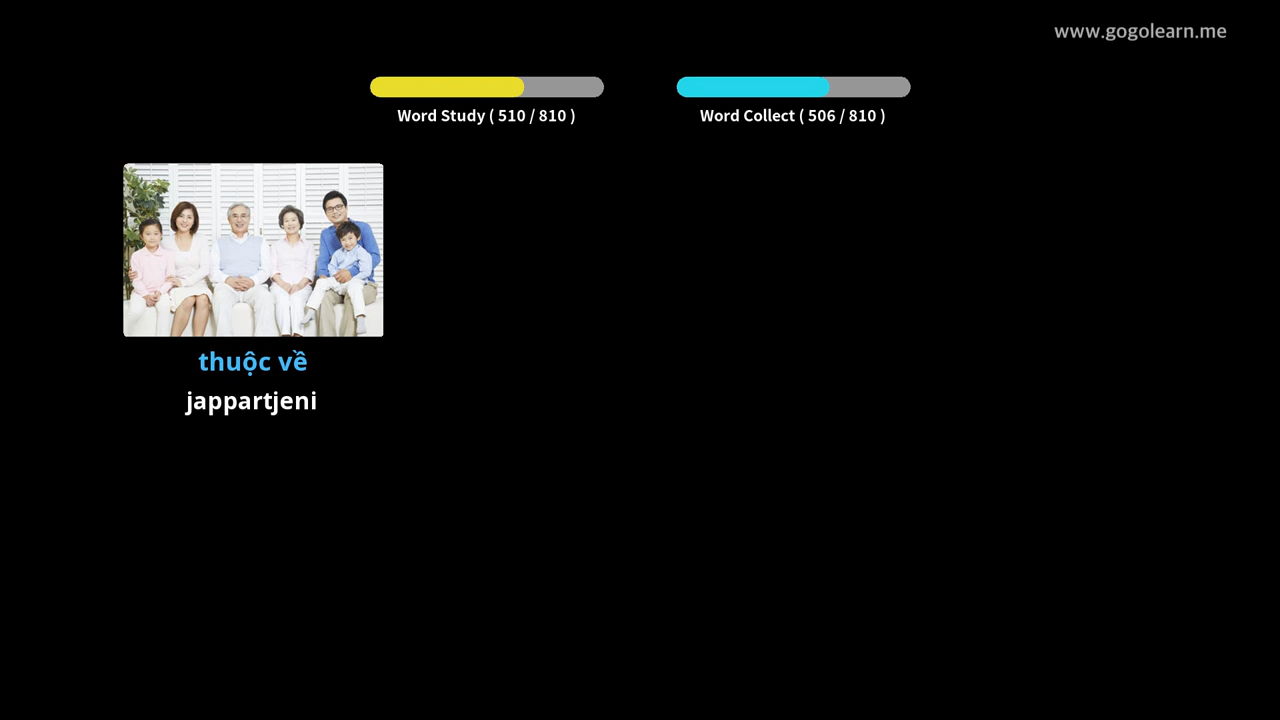 www.gogolearn.me
Word Study ( 510 / 810 )
Word Collect ( 506 / 810 )
thuộc về
jappartjeni